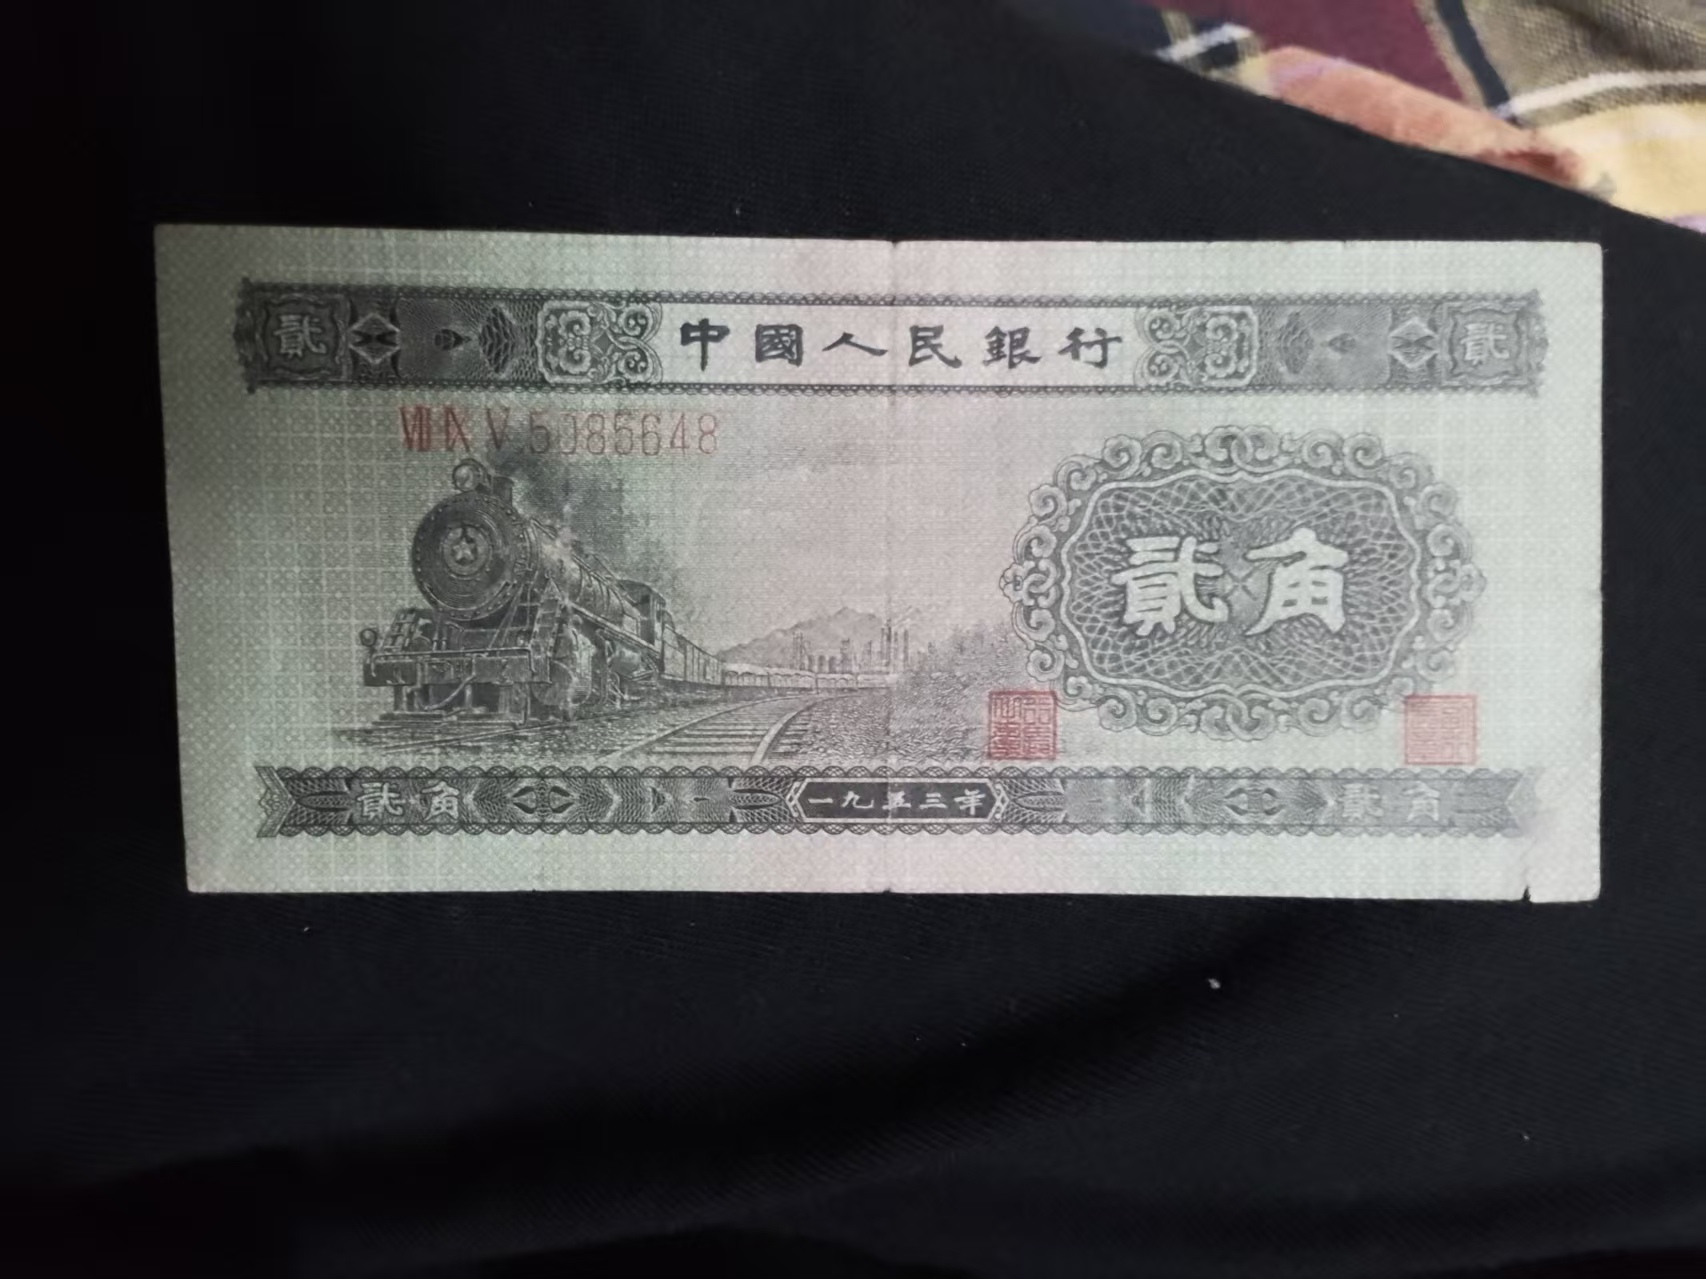 貳 中國人民銀行 貳
VIII IX V 5085648
貳角
貳角 一九五三年 貳角